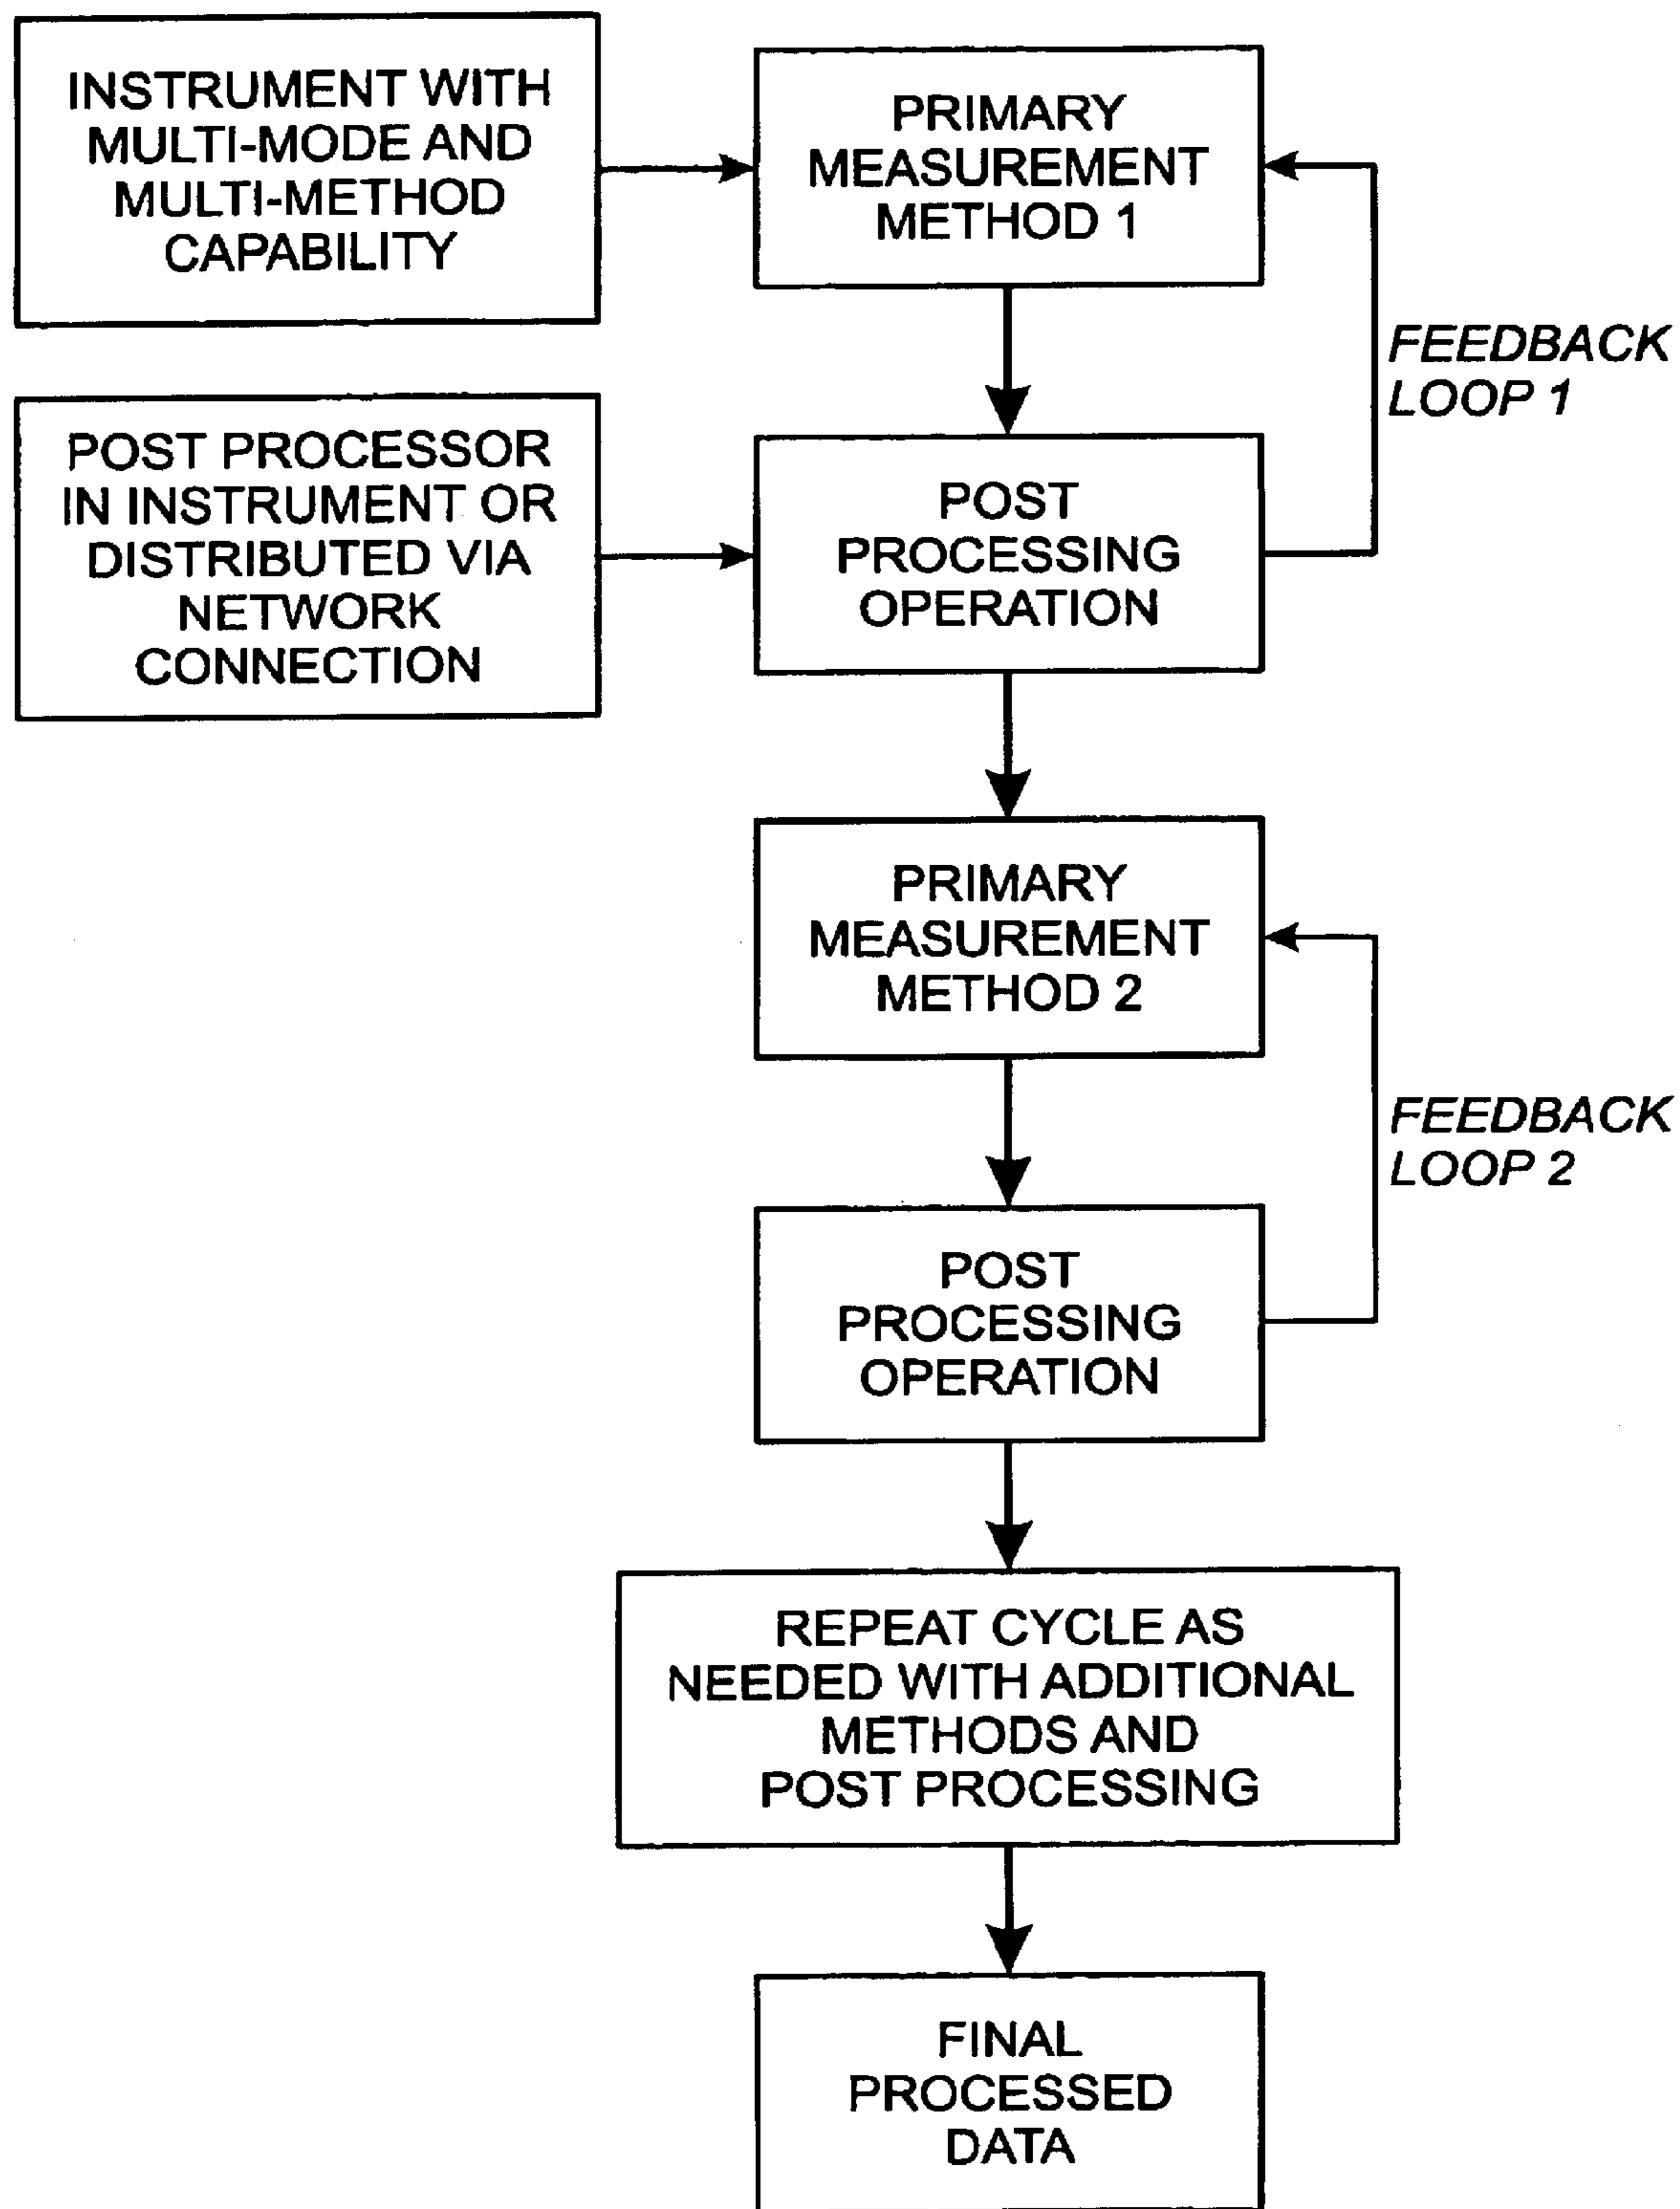 INSTRUMENT WITH
MULTI-MODE AND
MULTI-METHOD
CAPABILITY
PRIMARY
MEASUREMENT
METHOD 1
FEEDBACK
LOOP 1
POST PROCESSOR
IN INSTRUMENT OR
DISTRIBUTED VIA
NETWORK
CONNECTION
POST
PROCESSING
OPERATION
PRIMARY
MEASUREMENT
METHOD 2
FEEDBACK
LOOP 2
POST
PROCESSING
OPERATION
REPEAT CYCLE AS
NEEDED WITH ADDITIONAL
METHODS AND
POST PROCESSING
FINAL
PROCESSED
DATA